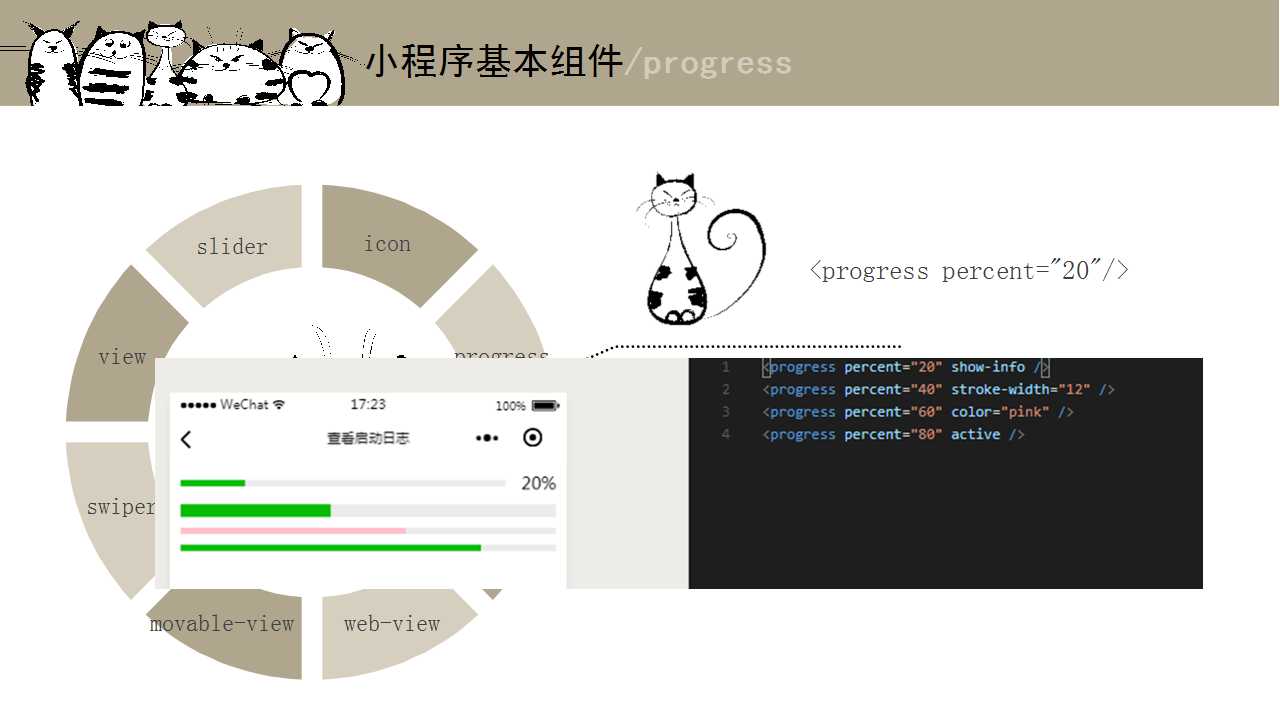 小程序基本组件/progress
slider
icon
view
progress
swiper
movable-view
web-view
<progress percent="20"/>
●●●●● WeChat 17:23 100%
查看启动日志
20%
1 <progress percent="20" show-info />
2 <progress percent="40" stroke-width="12" />
3 <progress percent="60" color="pink" />
4 <progress percent="80" active />